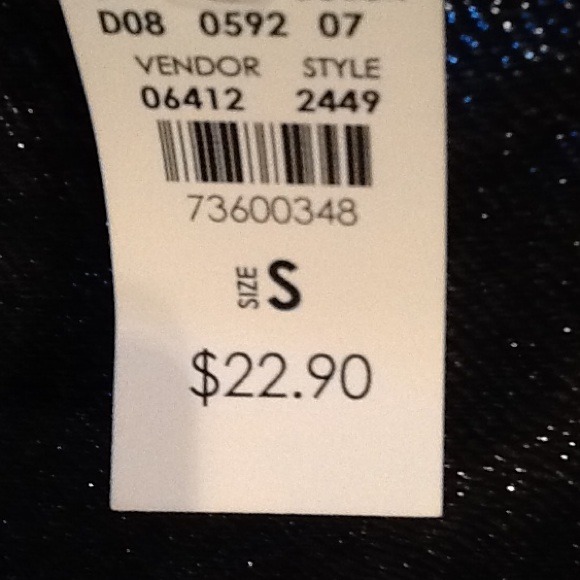 D08 0592 07
VENDOR STYLE
06412 2449
73600348
SIZE S
$22.90